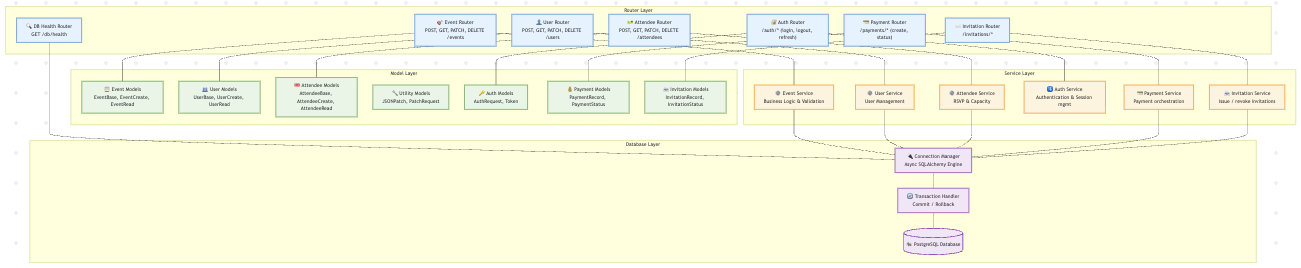 Router Layer
DB Health Router
GET /db/health
Event Router
POST, GET, PATCH, DELETE
/events
User Router
POST, GET, PATCH, DELETE
/users
Attendee Router
POST, GET, PATCH, DELETE
/attendees
Auth Router
/auth/* (login, logout,
refresh)
Payment Router
/payments/* (create,
status)
Invitation Router
/invitations/*
Model Layer
Event Models
EventBase, EventCreate,
EventRead
User Models
UserBase, UserCreate,
UserRead
Attendee Models
AttendeeBase,
AttendeeCreate,
AttendeeRead
Utility Models
JSONPatch, PatchRequest
Auth Models
AuthRequest, Token
Payment Models
PaymentRecord,
PaymentStatus
Invitation Models
InvitationRecord,
InvitationStatus
Service Layer
Event Service
Business Logic & Validation
User Service
User Management
Attendee Service
RSVP & Capacity
Auth Service
Authentication & Session
mgmt
Payment Service
Payment orchestration
Invitation Service
Issue / revoke invitations
Database Layer
Connection Manager
Async SQLAlchemy Engine
Transaction Handler
Commit / Rollback
PostgreSQL Database